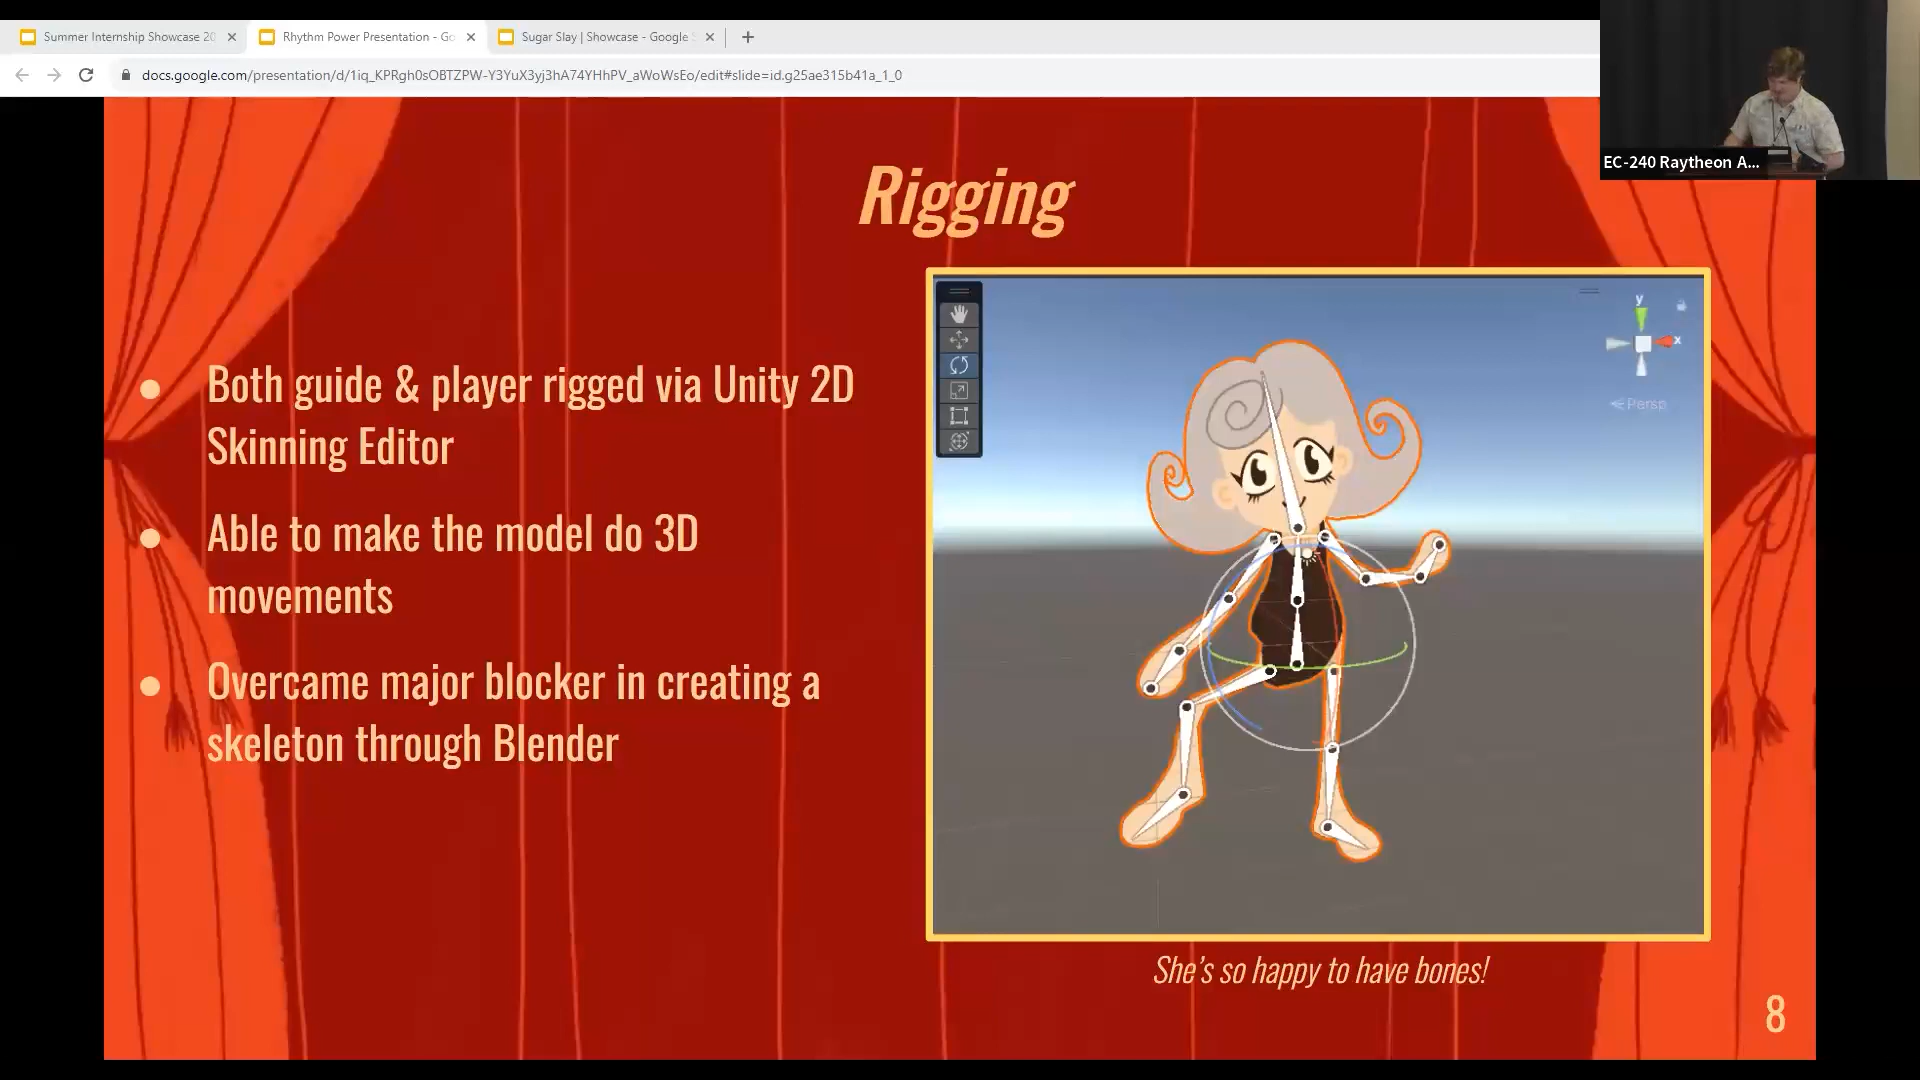 Summer Internship Showcase 20
Rhythm Power Presentation - Go
Sugar Slay | Showcase - Google S
docs.google.com/presentation/d/1iq_KPRgh0sOBTZPW-Y3YuX3yj3hA74YHhPV_aWoWsEo/edit#slide=id.g25ae315b41a_1_0
EC-240 Raytheon A...
Rigging
Both guide & player rigged via Unity 2D
Skinning Editor
Able to make the model do 3D
movements
Overcame major blocker in creating a
skeleton through Blender
y
x
Persp
She's so happy to have bones!
8